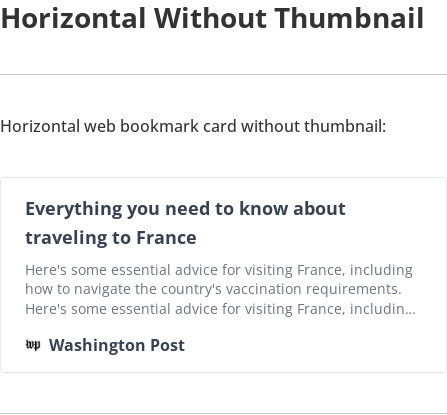 Horizontal Without Thumbnail
Horizontal web bookmark card without thumbnail:
Everything you need to know about
traveling to France
Here's some essential advice for visiting France, including
how to navigate the country's vaccination requirements.
Here's some essential advice for visiting France, includin…
wp Washington Post